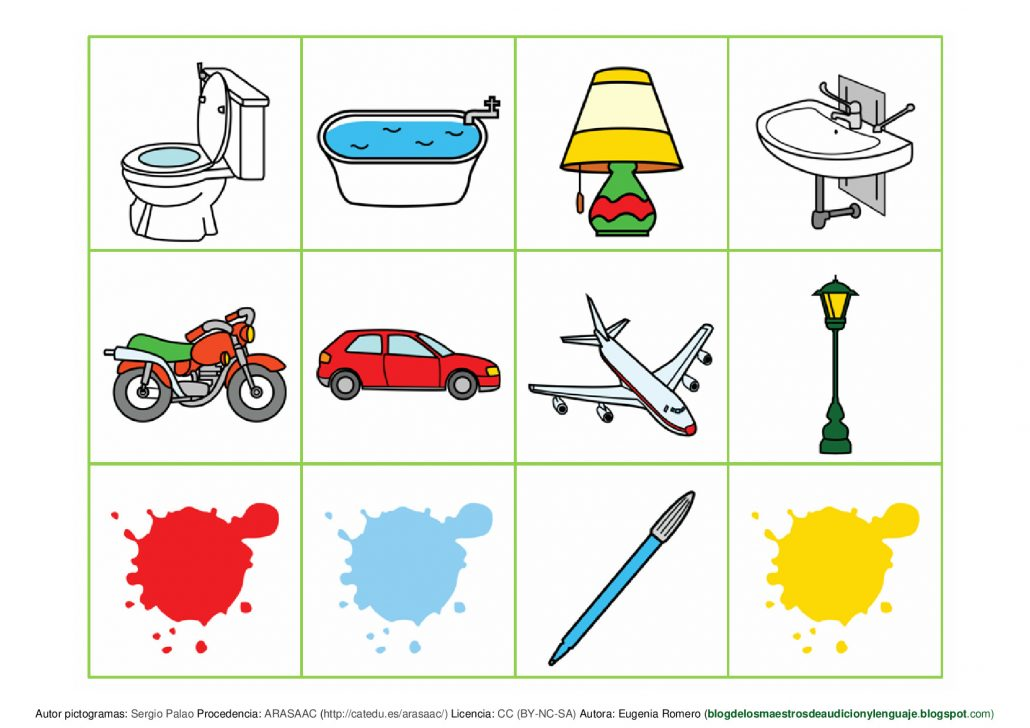 Autor pictogramas: Sergio Palao Procedencia: ARASAAC (http://catedu.es/arasaac/) Licencia: CC (BY-NC-SA) Autora: Eugenia Romero (blogdelosmaestrosdeaudicionylenguaje.blogspot.com)